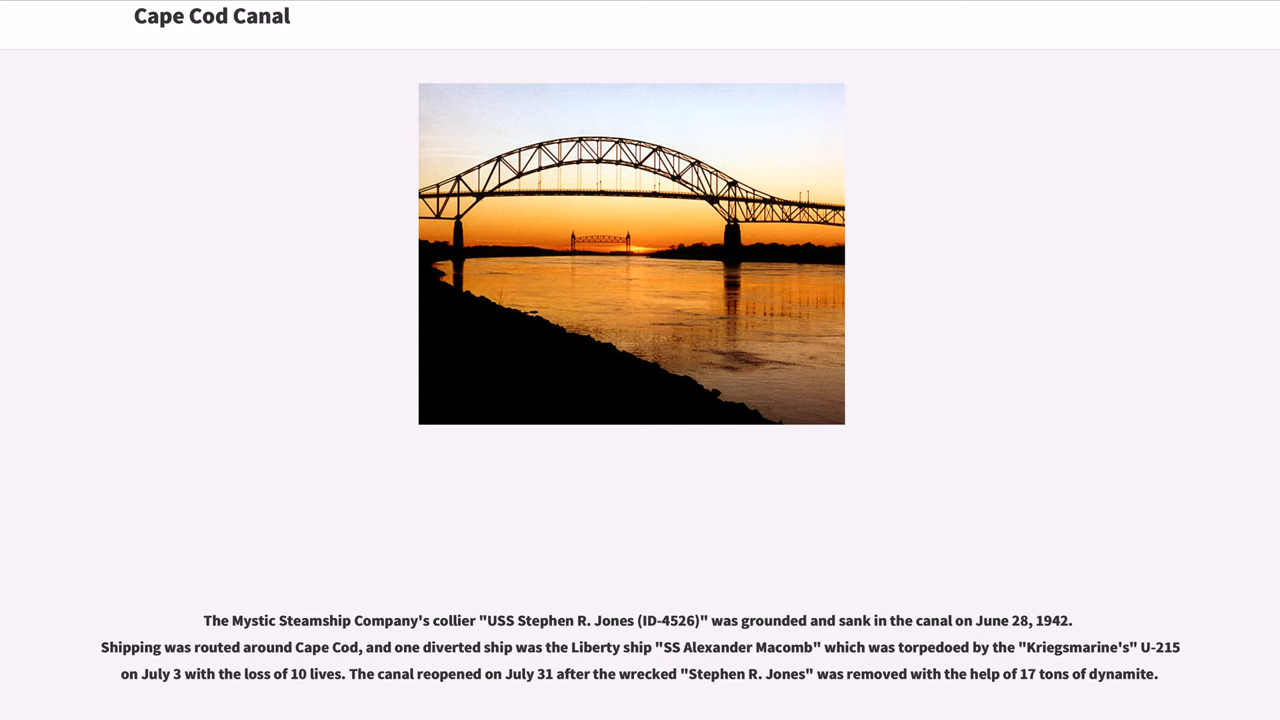 Cape Cod Canal
The Mystic Steamship Company's collier "USS Stephen R. Jones (ID-4526)" was grounded and sank in the canal on June 28, 1942.
Shipping was routed around Cape Cod, and one diverted ship was the Liberty ship "SS Alexander Macomb" which was torpedoed by the "Kriegsmarine's" U-215
on July 3 with the loss of 10 lives. The canal reopened on July 31 after the wrecked "Stephen R. Jones" was removed with the help of 17 tons of dynamite.